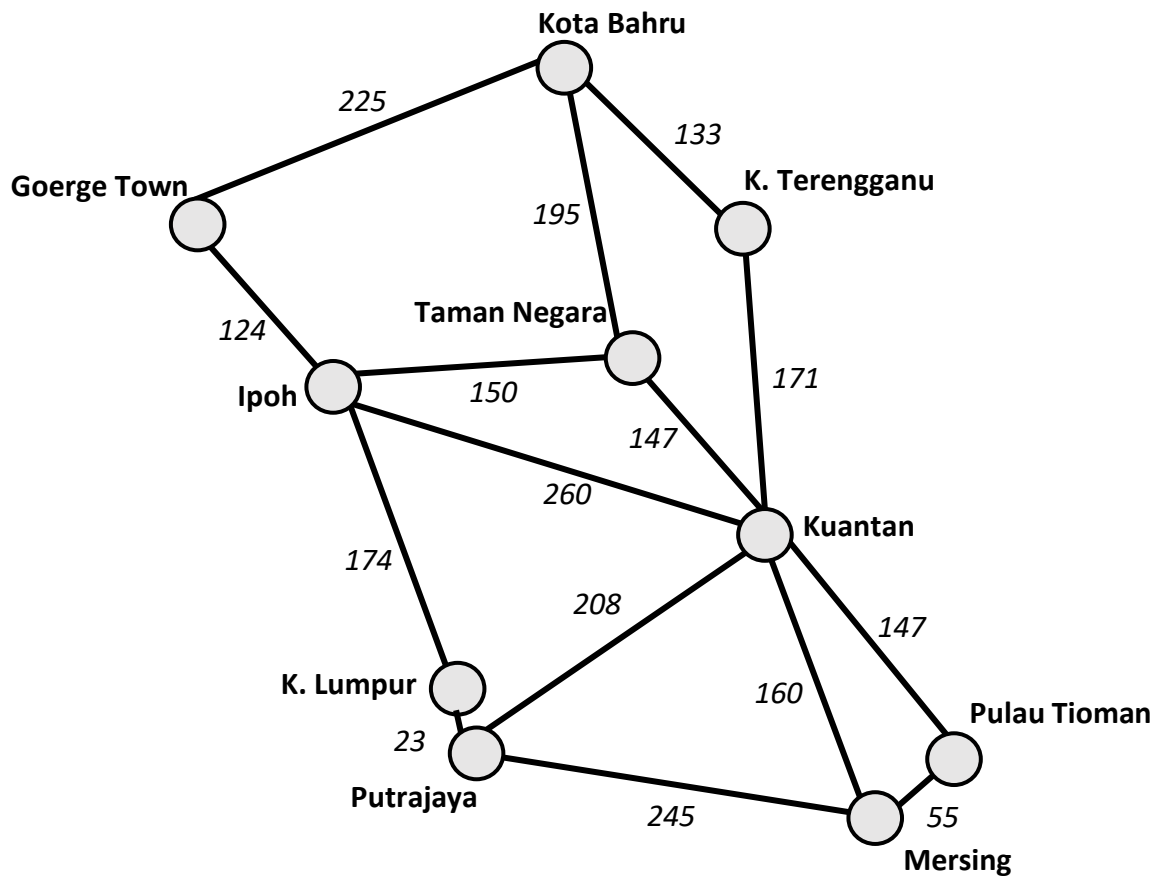 Kota Bahru
225
133
K. Terengganu
Goerge Town
195
Taman Negara
124
171
Ipoh
150
147
260
Kuantan
174
208
147
K. Lumpur
160
Pulau Tioman
23
Putrajaya
245
55
Mersing